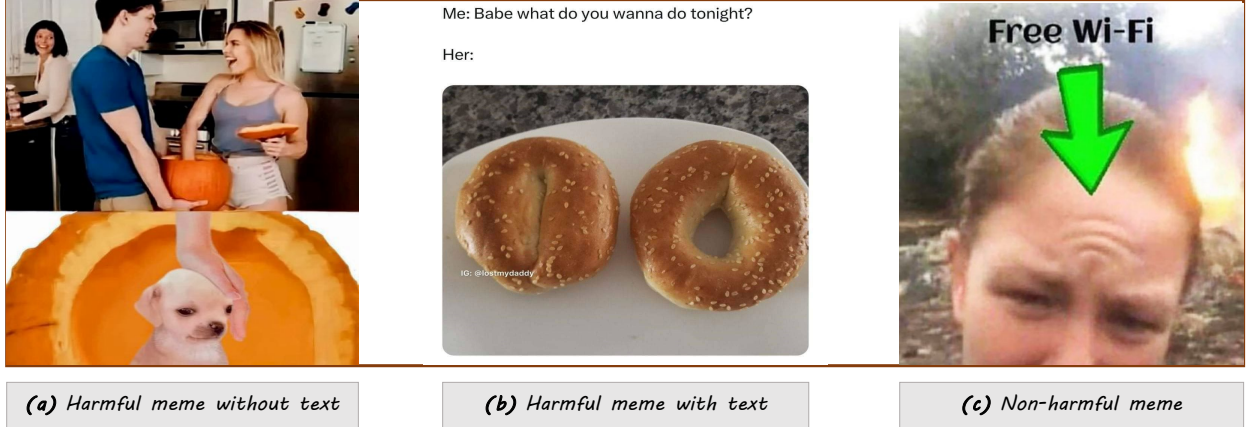 Me: Babe what do you wanna do tonight?
Her:
IG: @lostmydaddy
Free Wi-Fi
(a) Harmful meme without text
(b) Harmful meme with text
(c) Non-harmful meme